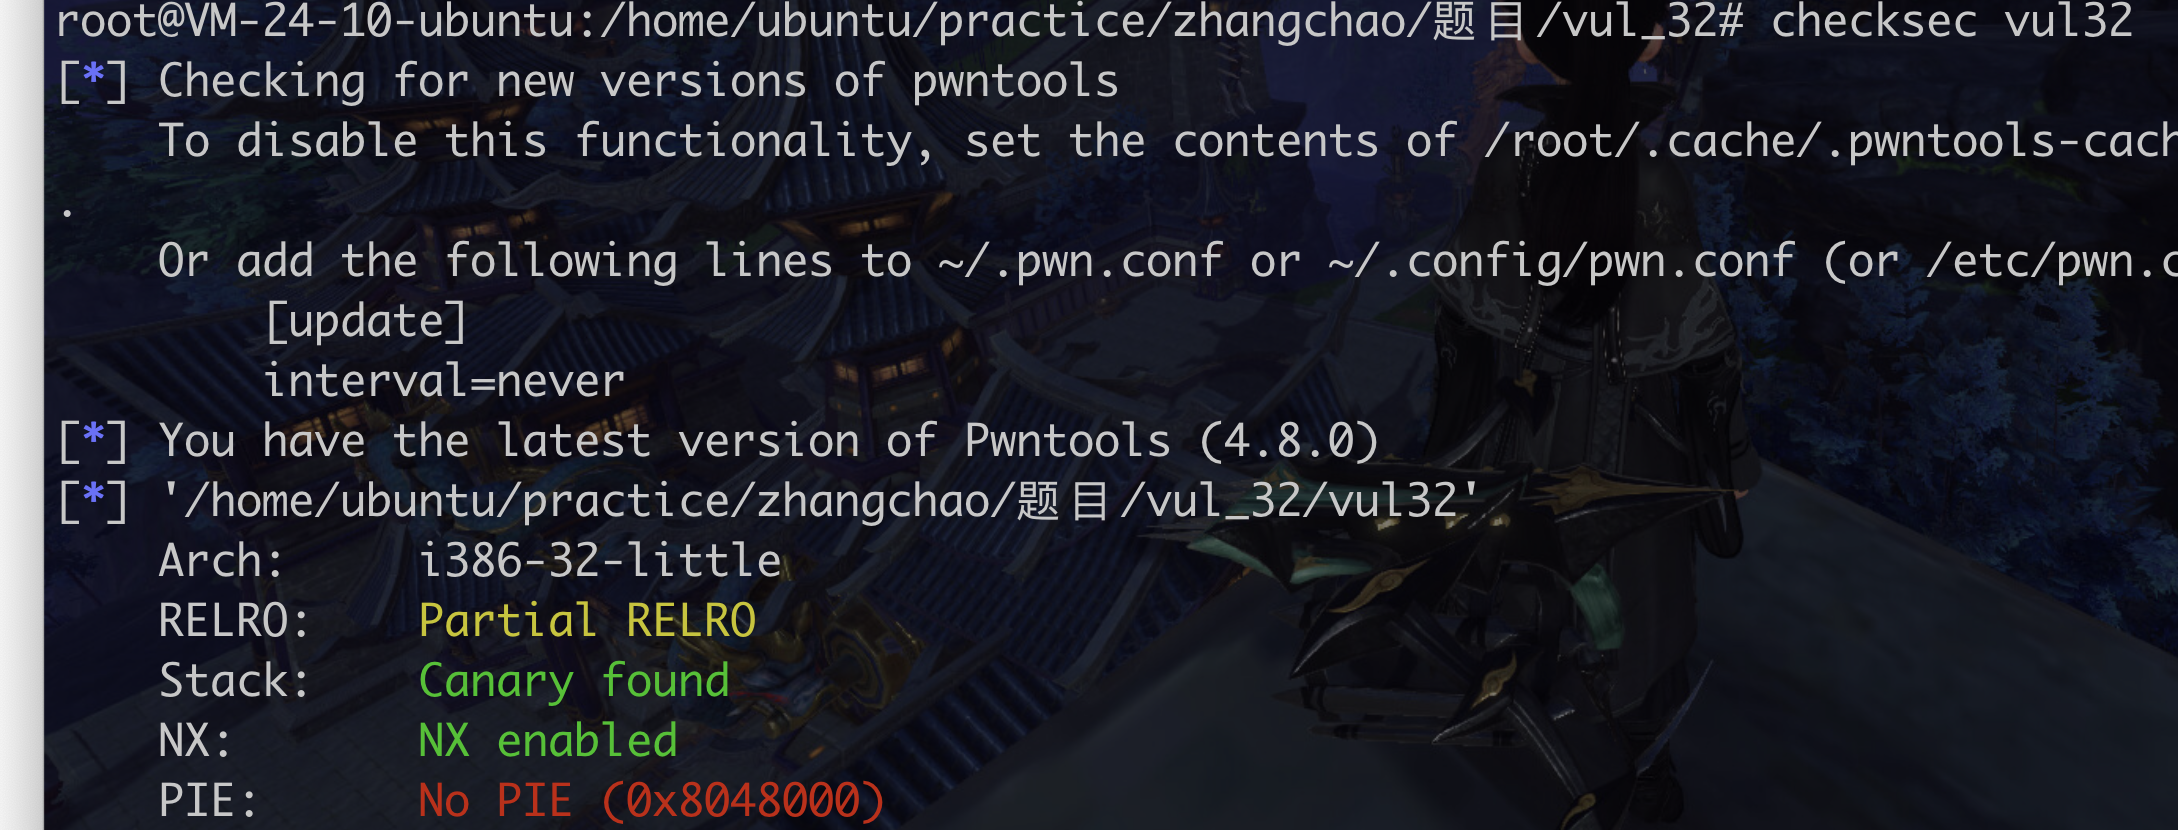 root@VM-24-10-ubuntu:/home/ubuntu/practice/zhangchao/题目/vul_32# checksec vul32
[*] Checking for new versions of pwntools
To disable this functionality, set the contents of /root/.cache/.pwntools-cach
.
Or add the following lines to ~/.pwn.conf or ~/.config/pwn.conf (or /etc/pwn.c
[update]
interval=never
[*] You have the latest version of Pwntools (4.8.0)
[*] '/home/ubuntu/practice/zhangchao/题目/vul_32/vul32'
Arch: i386-32-little
RELRO: Partial RELRO
Stack: Canary found
NX: NX enabled
PIE: No PIE (0x8048000)